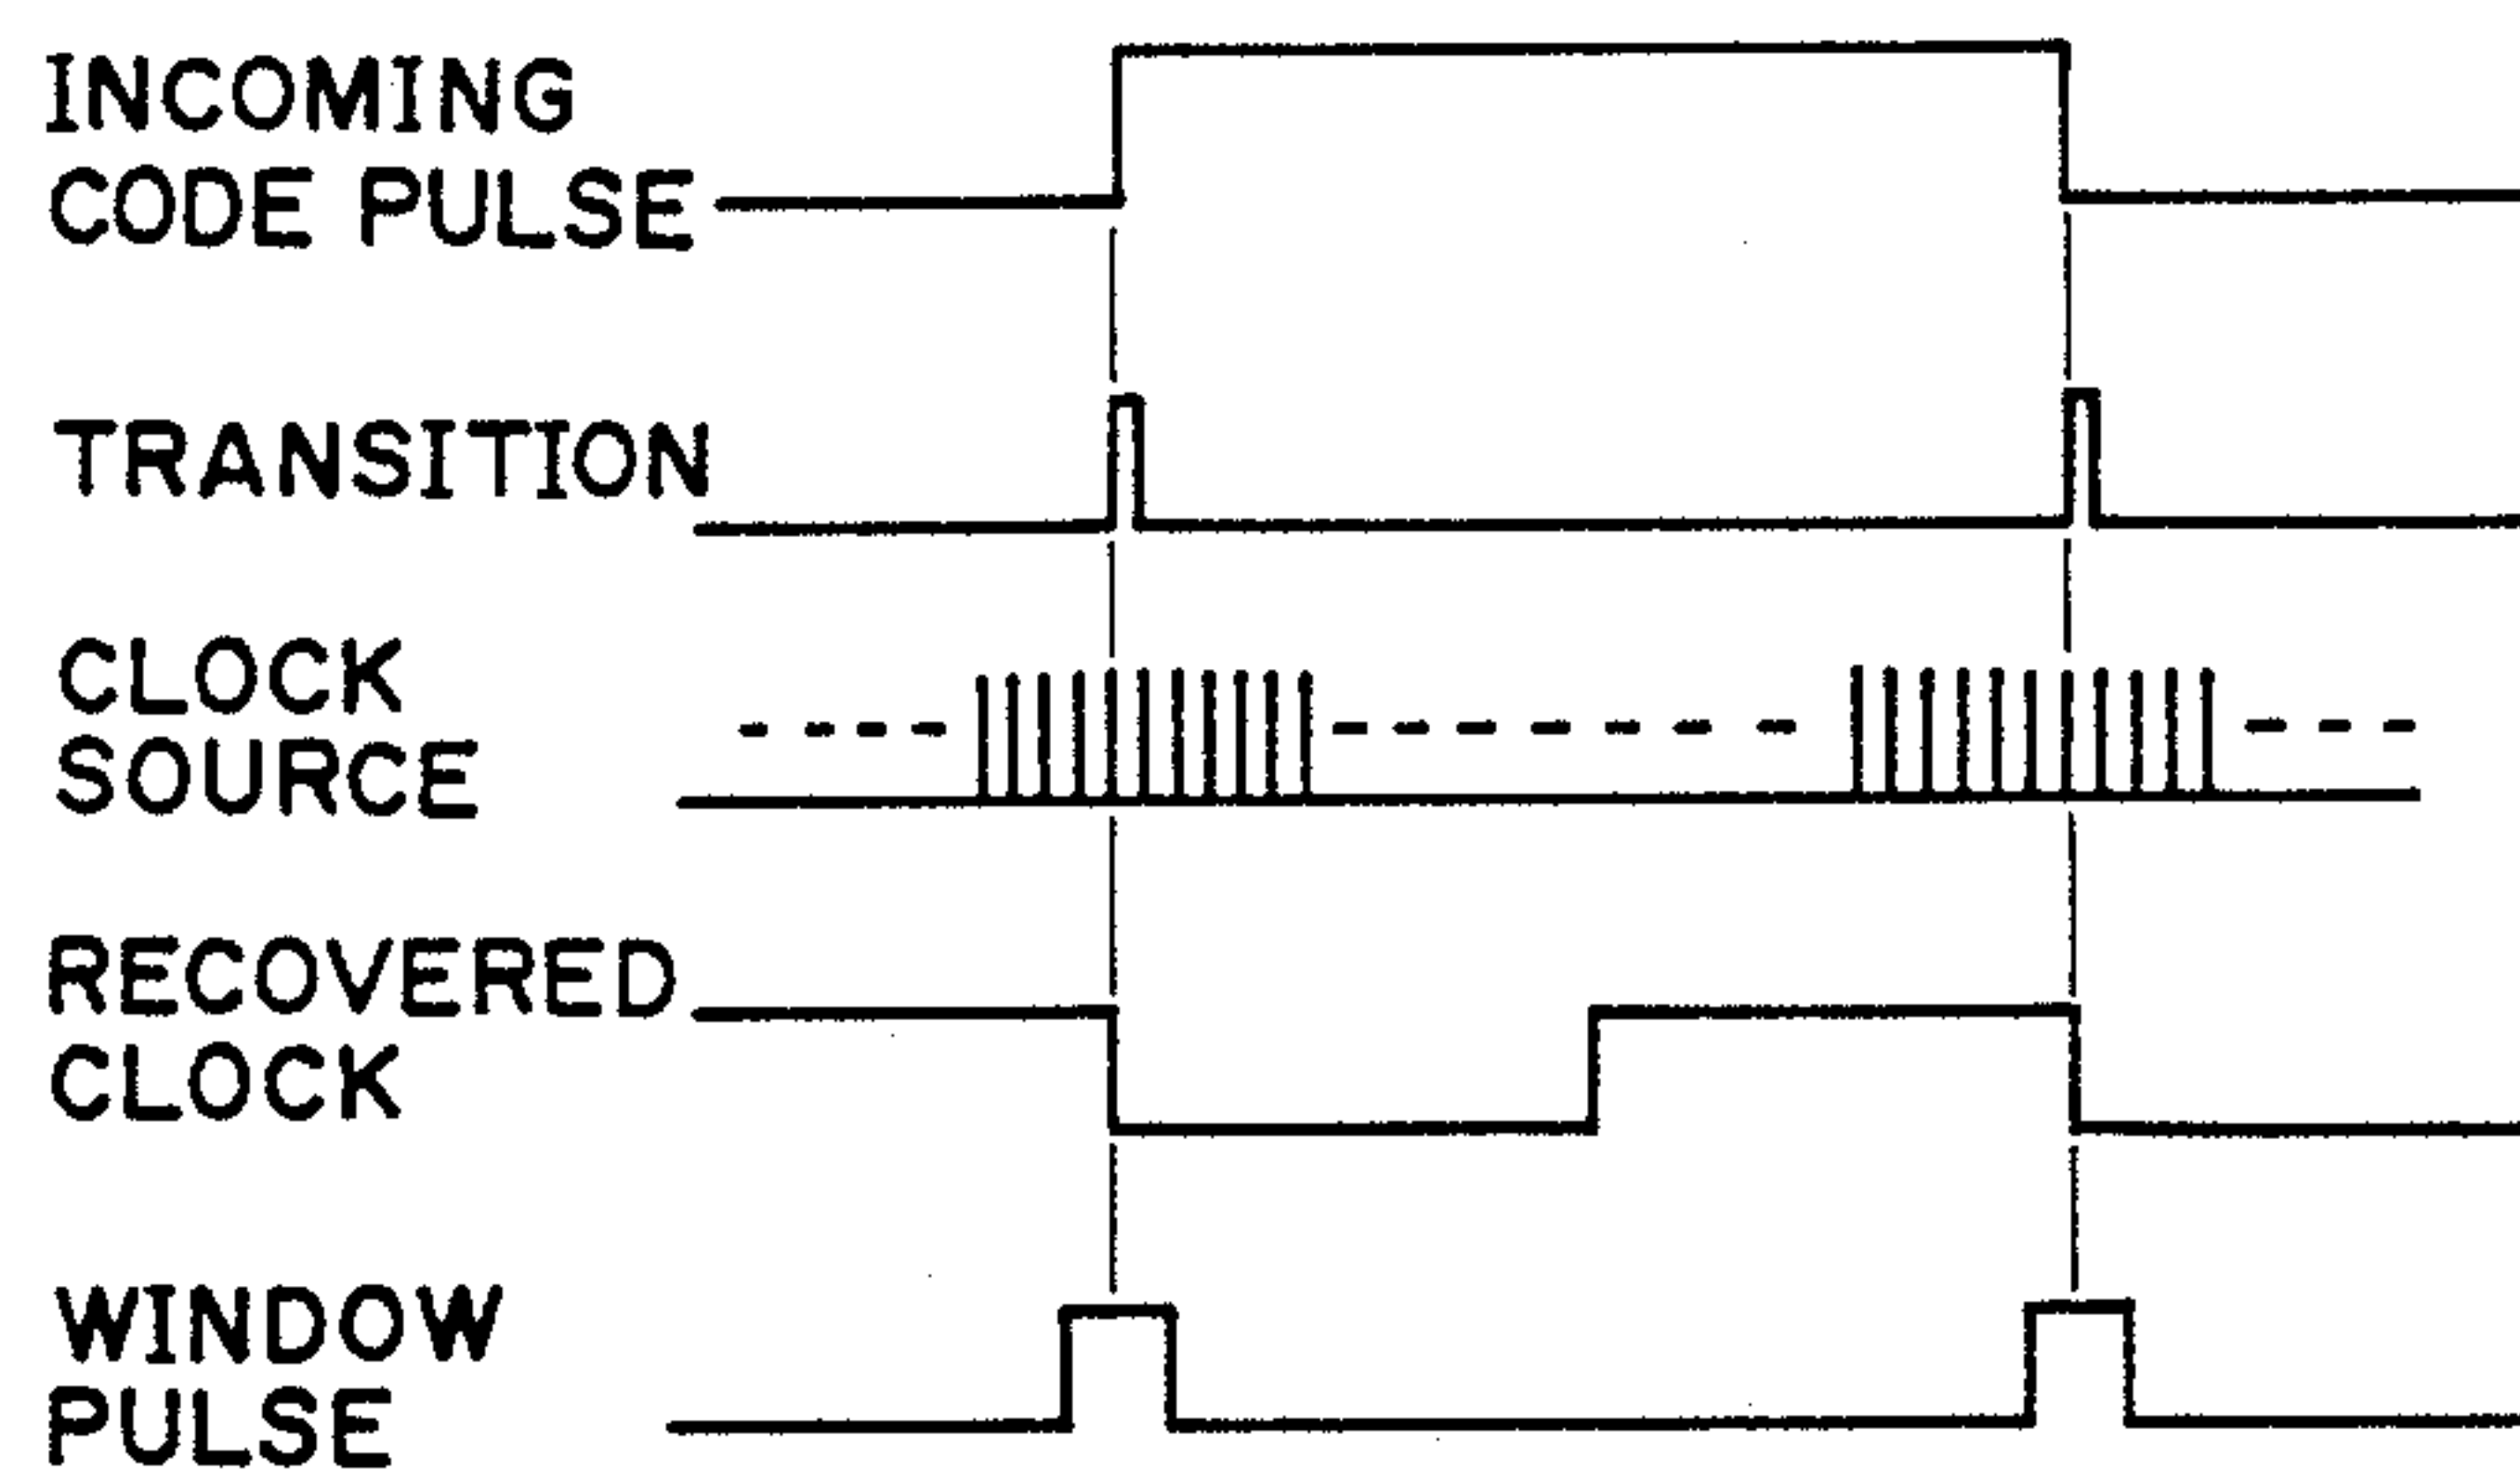 INCOMING
CODE PULSE
TRANSITION
CLOCK
SOURCE
RECOVERED
CLOCK
WINDOW
PULSE